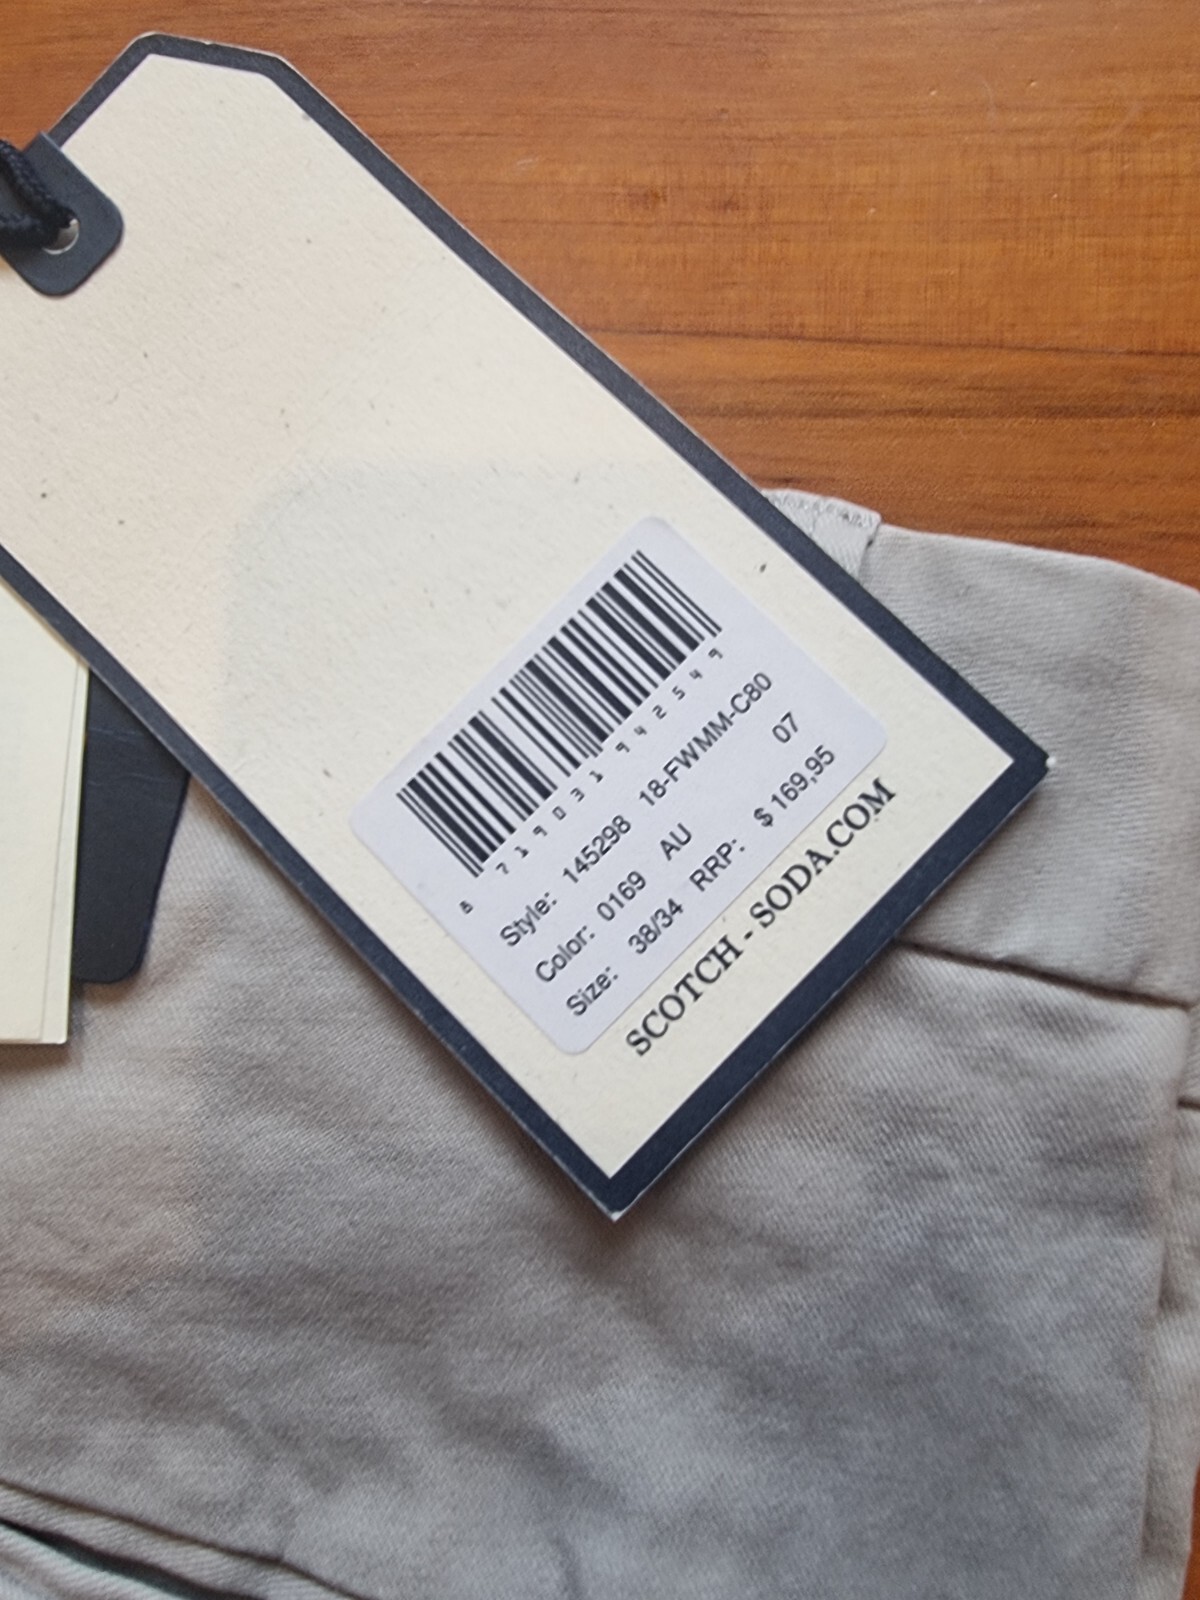 8 719031 942549
Style: 145298 18-FWMM-C80
Color: 0169 AU 07
Size: 38/34 RRP: $ 169,95
SCOTCH - SODA.COM